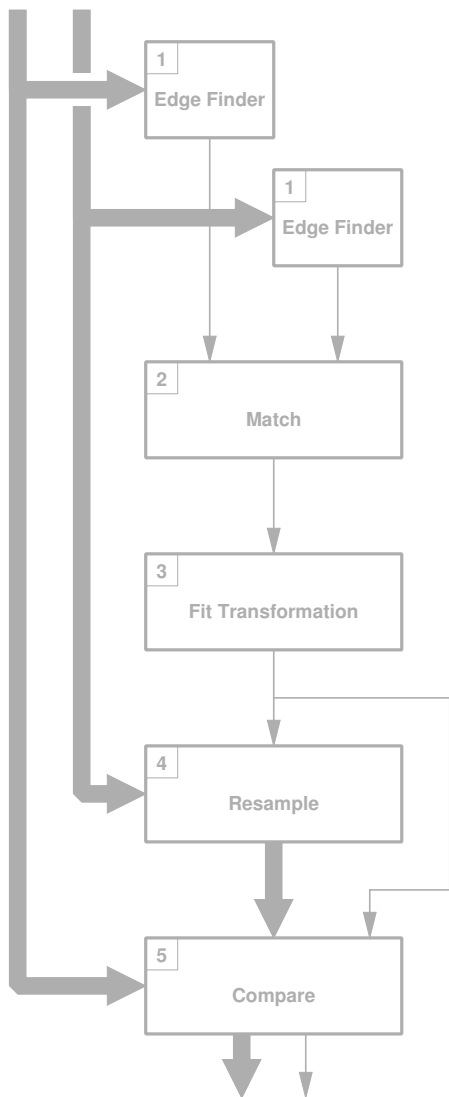 1
Edge Finder
1
Edge Finder
2
Match
3
Fit Transformation
4
Resample
5
Compare